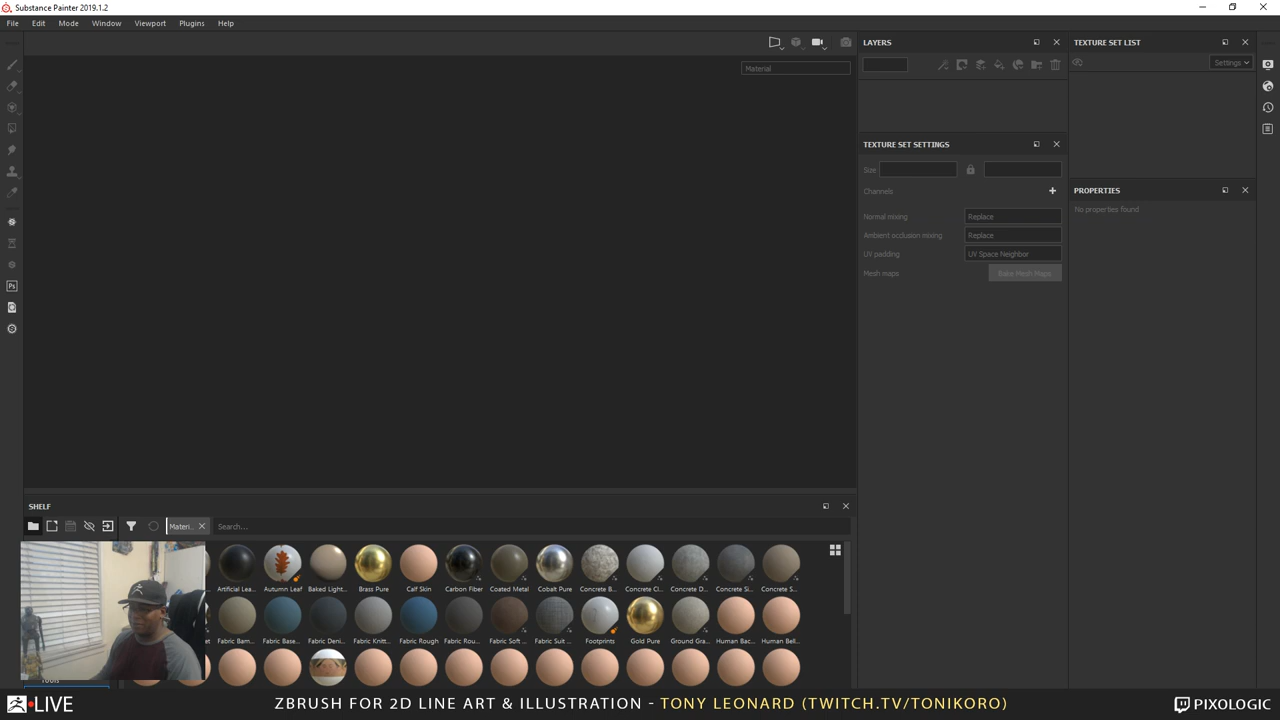 Substance Painter 2019.1.2
File Edit Mode Window Viewport Plugins Help
Material
LAYERS
TEXTURE SET LIST
Settings
TEXTURE SET SETTINGS
Size
Channels
Normal mixing Replace
Ambient occlusion mixing Replace
UV padding UV Space Neighbor
Mesh maps Bake Mesh Maps
PROPERTIES
No properties found
Ps
SHELF
Materi... Search...
Artificial Lea... Autumn Leaf Baked Light... Brass Pure Calf Skin Carbon Fiber Coated Metal Cobalt Pure Concrete B... Concrete Cl... Concrete D... Concrete Si... Concrete S...
Fabric Bam... Fabric Base... Fabric Deni... Fabric Knitt... Fabric Rough Fabric Rou... Fabric Soft ... Fabric Suit ... Footprints Gold Pure Ground Gra... Human Bac... Human Bell...
Tools
LIVE
ZBRUSH FOR 2D LINE ART & ILLUSTRATION - TONY LEONARD (TWITCH.TV/TONIKORO)
PIXOLOGIC